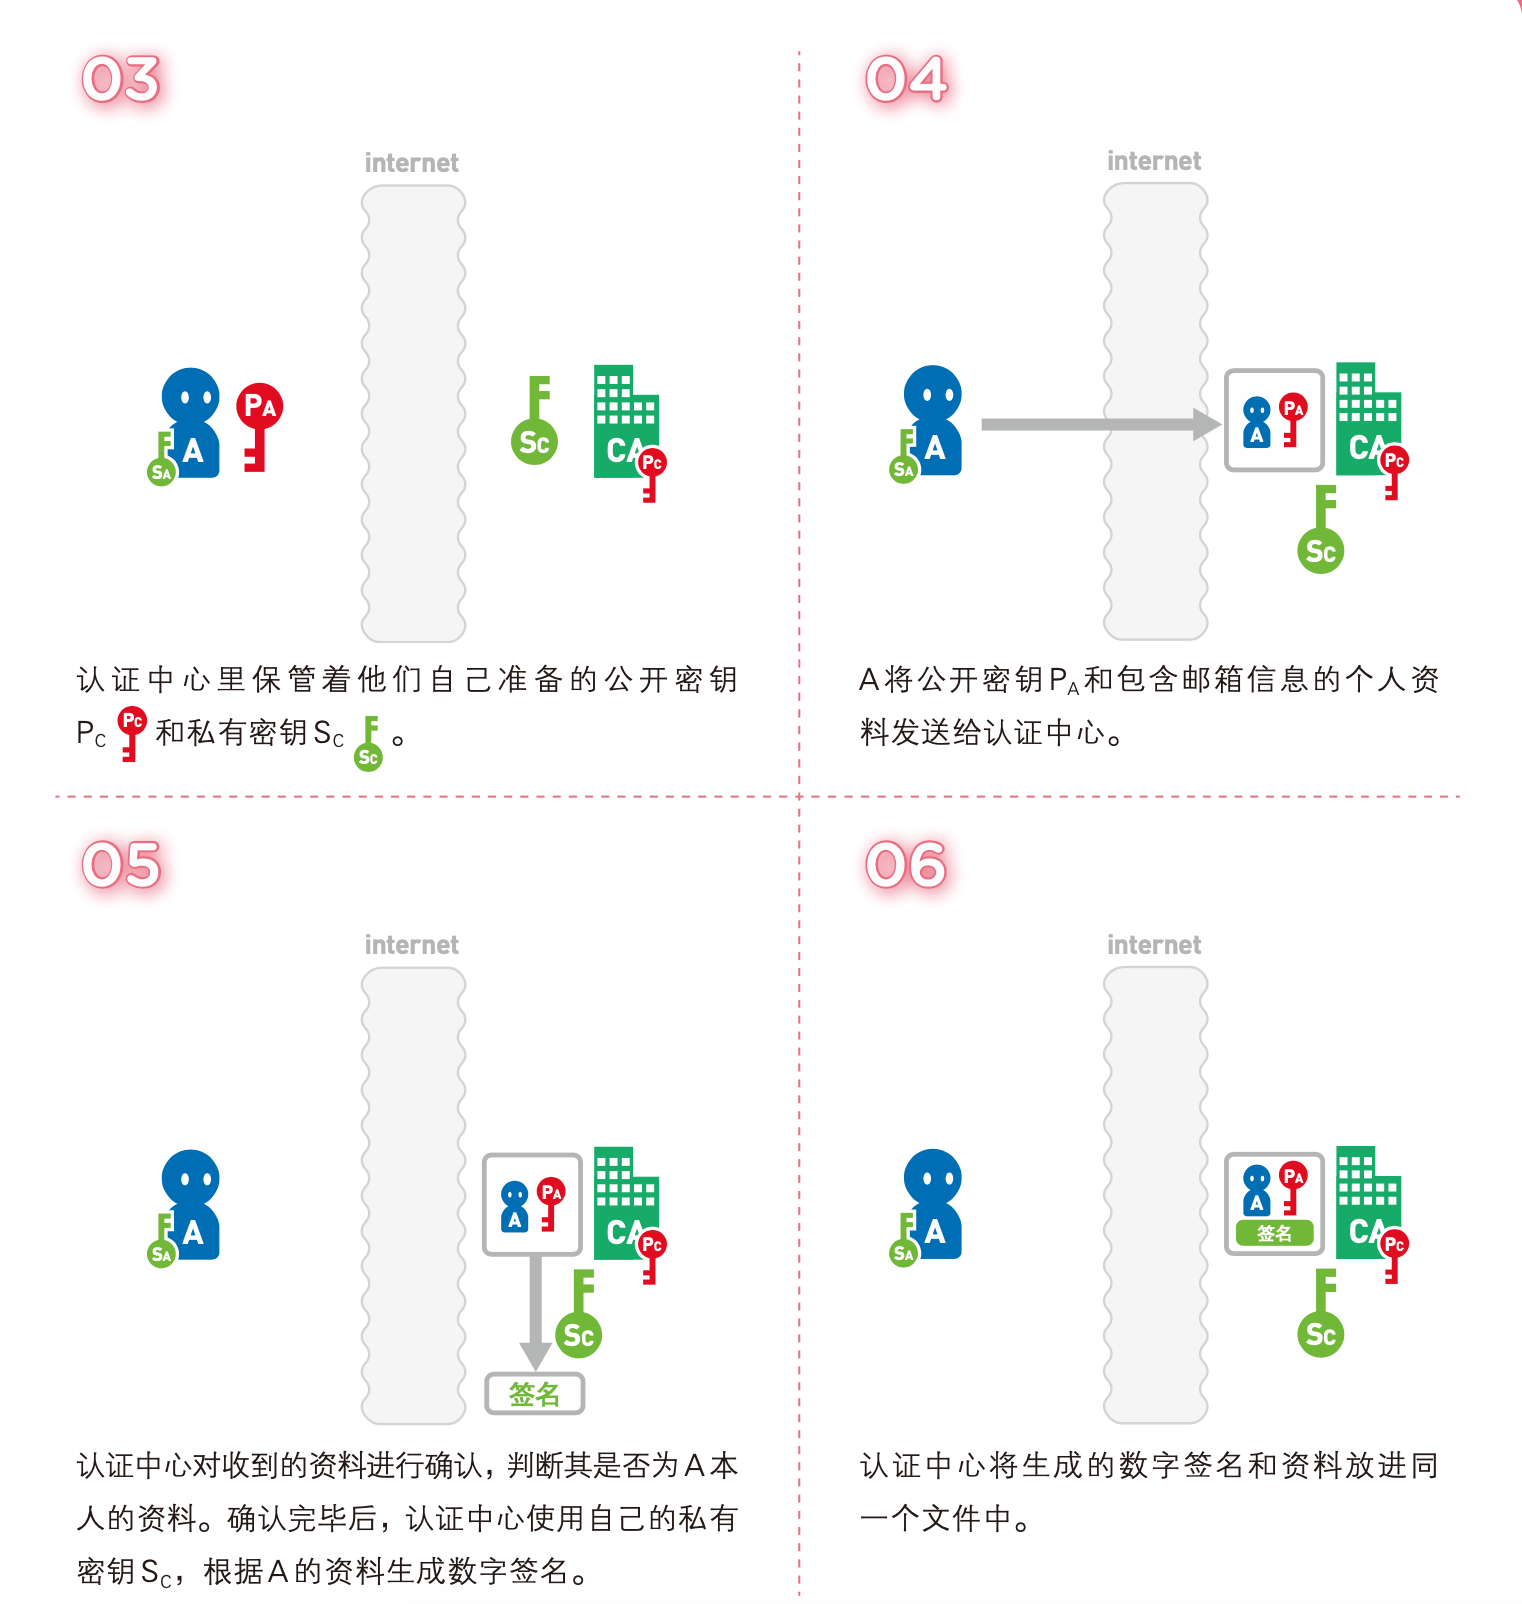 03
internet
PA
A
SA
Sc
CA
Pc
认证中心里保管着他们自己准备的公开密钥
PC Pc 和私有密钥SC Sc 。
04
internet
A
SA
A
PA
CA
Pc
Sc
A将公开密钥PA和包含邮箱信息的个人资
料发送给认证中心。
05
internet
A
SA
A
PA
CA
Pc
Sc
签名
认证中心对收到的资料进行确认，判断其是否为A本
人的资料。确认完毕后，认证中心使用自己的私有
密钥SC，根据A的资料生成数字签名。
06
internet
A
SA
A
PA
签名
CA
Pc
Sc
认证中心将生成的数字签名和资料放进同
一个文件中。